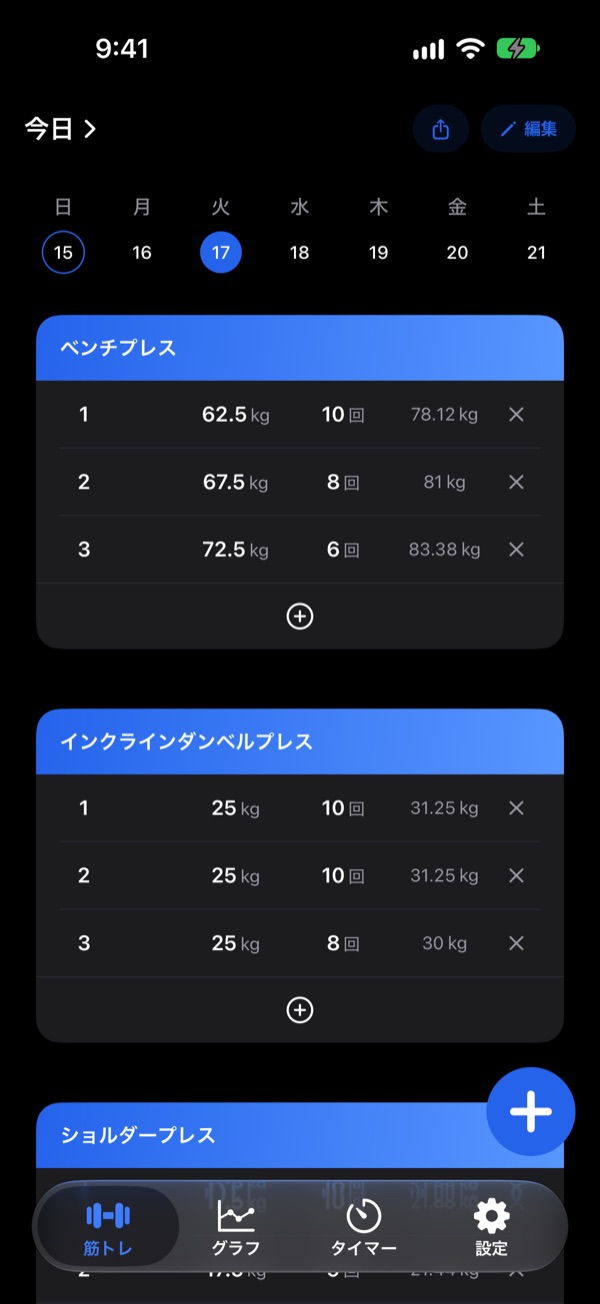 9:41
今日 >
編集
日 月 火 水 木 金 土
15 16 17 18 19 20 21
ベンチプレス
1 62.5 kg 10 回 78.12 kg ×
2 67.5 kg 8 回 81 kg ×
3 72.5 kg 6 回 83.38 kg ×
インクラインダンベルプレス
1 25 kg 10 回 31.25 kg ×
2 25 kg 10 回 31.25 kg ×
3 25 kg 8 回 30 kg ×
ショルダープレス
筋トレ グラフ タイマー 設定